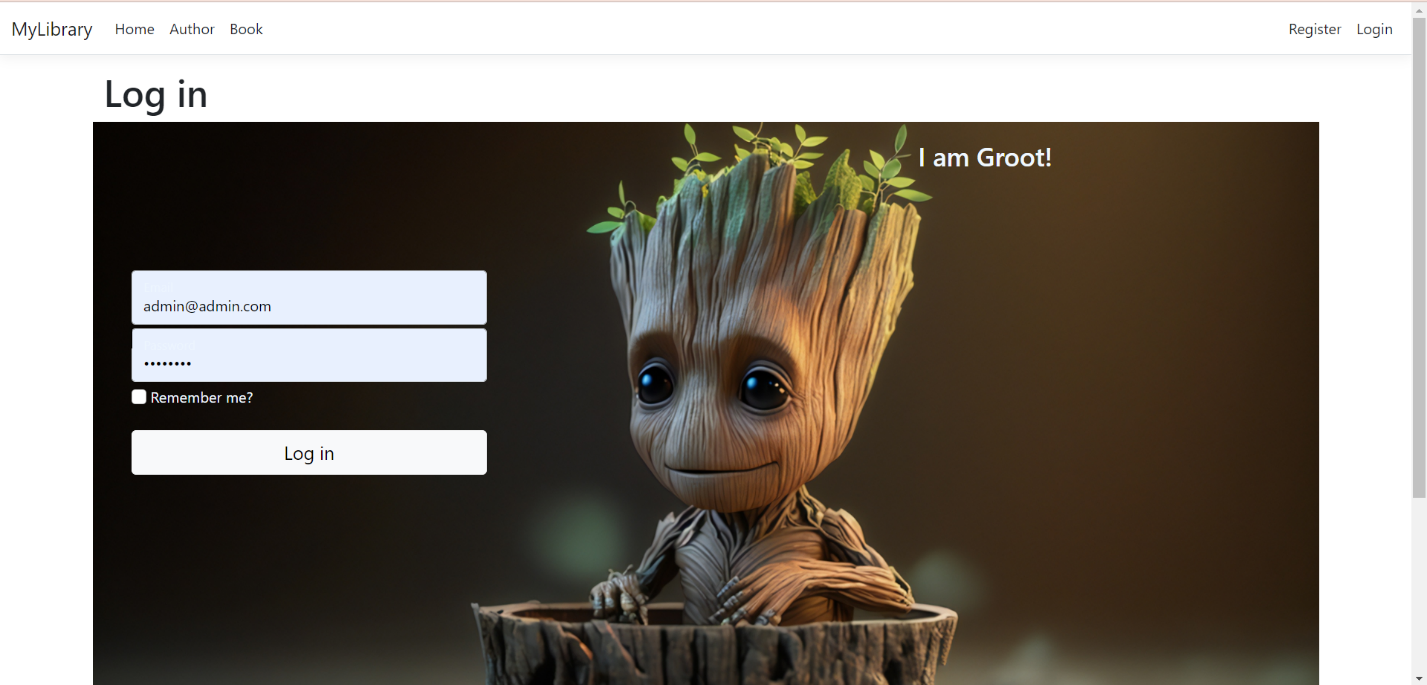 MyLibrary Home Author Book Register Login
Log in
I am Groot!
admin@admin.com
••••••••
Remember me?
Log in